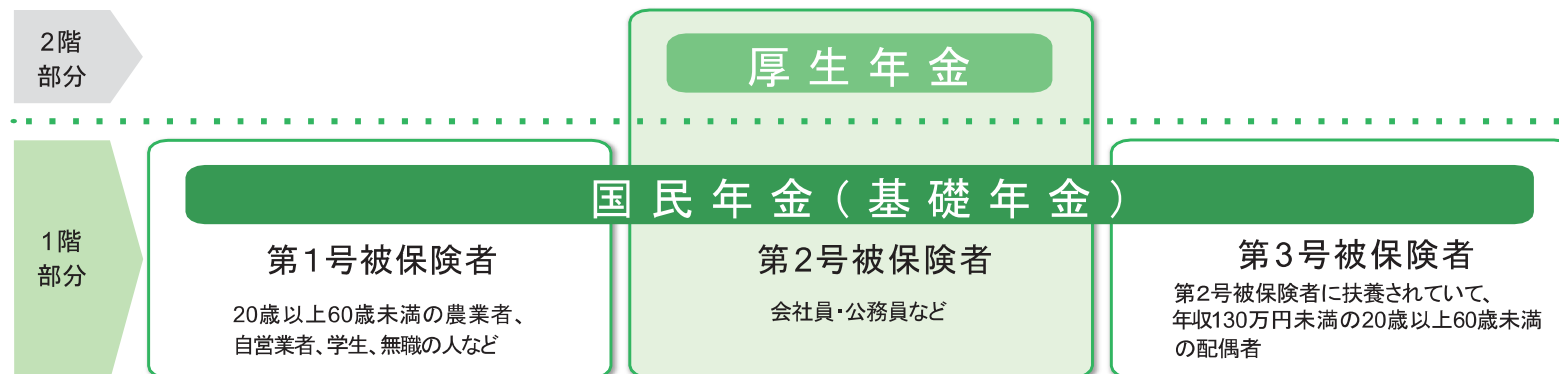 2階
部分
厚生年金
国民年金(基礎年金)
1階
部分
第1号被保険者
20歳以上60歳未満の農業者、
自営業者、学生、無職の人など
第2号被保険者
会社員・公務員など
第3号被保険者
第2号被保険者に扶養されていて、
年収130万円未満の20歳以上60歳未満
の配偶者